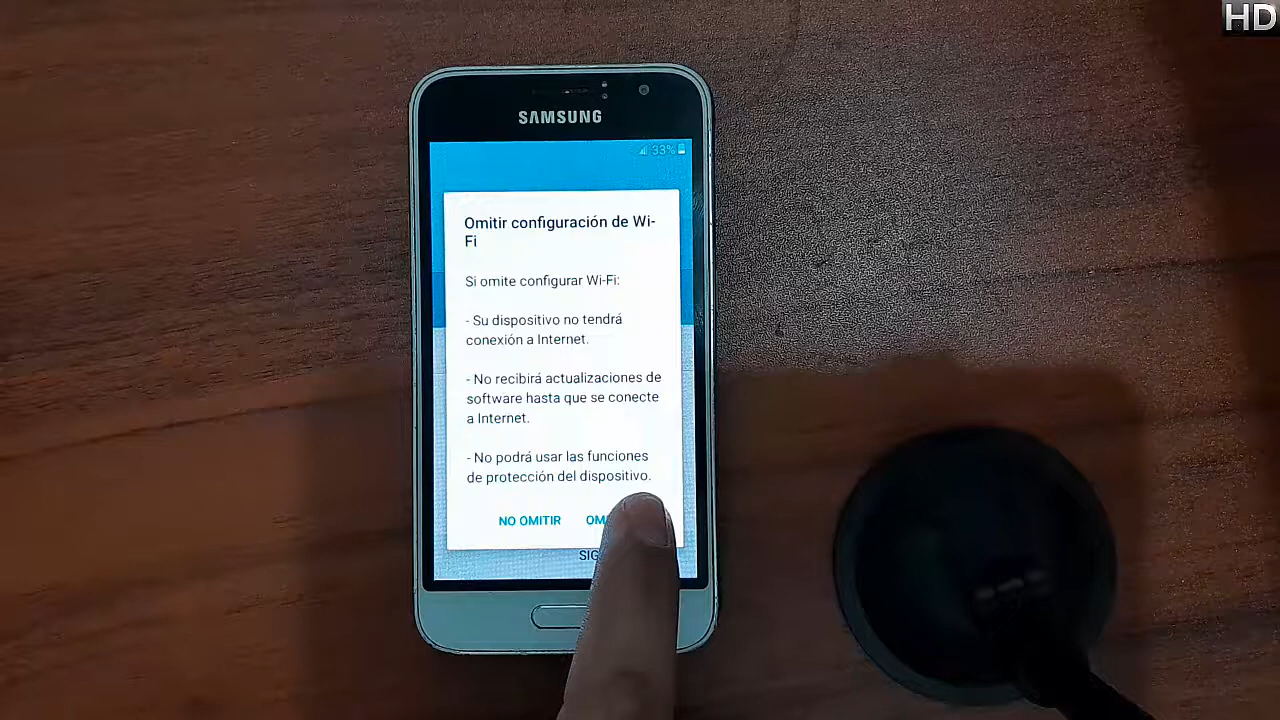 HD
SAMSUNG
33%
Omitir configuración de Wi-
Fi
Si omite configurar Wi-Fi:
- Su dispositivo no tendrá
conexión a Internet.
- No recibirá actualizaciones de
software hasta que se conecte
a Internet.
- No podrá usar las funciones
de protección del dispositivo.
NO OMITIR